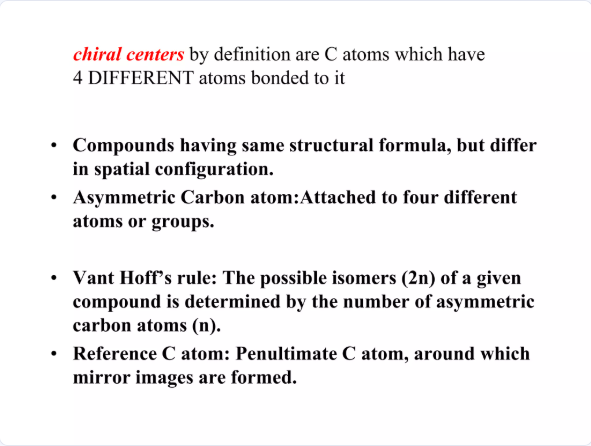 chiral centers by definition are C atoms which have
4 DIFFERENT atoms bonded to it
• Compounds having same structural formula, but differ
in spatial configuration.
• Asymmetric Carbon atom:Attached to four different
atoms or groups.
• Vant Hoff's rule: The possible isomers (2n) of a given
compound is determined by the number of asymmetric
carbon atoms (n).
• Reference C atom: Penultimate C atom, around which
mirror images are formed.